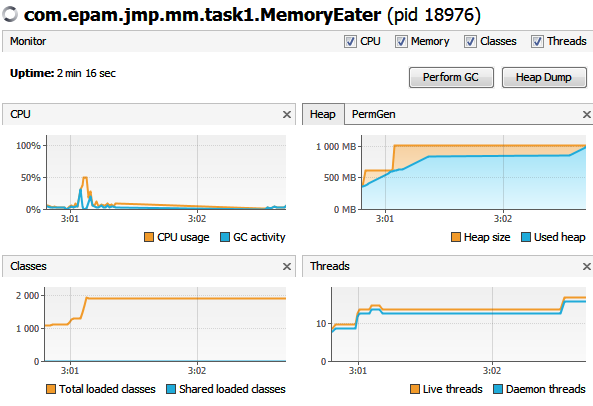 com.epam.jmp.mm.task1.MemoryEater (pid 18976)
Monitor CPU Memory Classes Threads
Uptime: 2 min 16 sec Perform GC Heap Dump
CPU
100%
50%
0%
3:01 3:02
CPU usage GC activity
Heap PermGen
1 000 MB
500 MB
0 MB
3:01 3:02
Heap size Used heap
Classes
2 000
1 000
0
3:01 3:02
Total loaded classes Shared loaded classes
Threads
10
0
3:01 3:02
Live threads Daemon threads